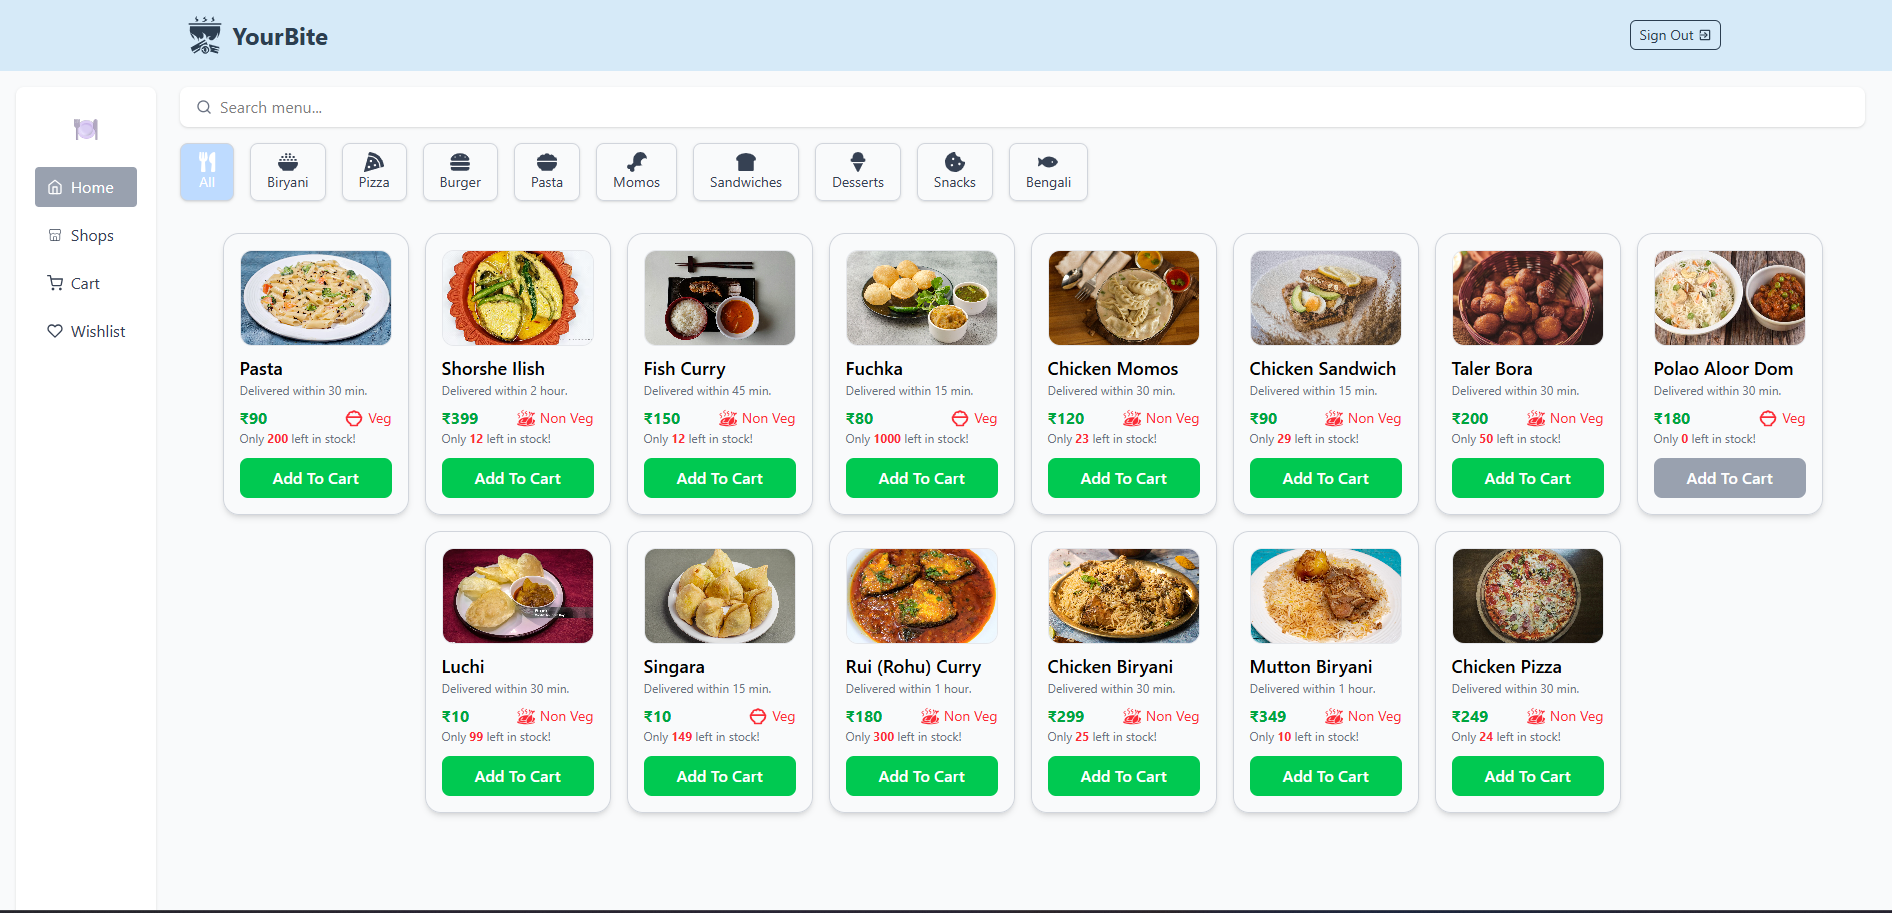 YourBite
Sign Out
Search menu...
All
Biryani
Pizza
Burger
Pasta
Momos
Sandwiches
Desserts
Snacks
Bengali
Home
Shops
Cart
Wishlist
Pasta
Delivered within 30 min.
₹90 Veg
Only 200 left in stock!
Add To Cart
Shorshe Ilish
Delivered within 2 hour.
₹399 Non Veg
Only 12 left in stock!
Add To Cart
Fish Curry
Delivered within 45 min.
₹150 Non Veg
Only 12 left in stock!
Add To Cart
Fuchka
Delivered within 15 min.
₹80 Veg
Only 1000 left in stock!
Add To Cart
Chicken Momos
Delivered within 30 min.
₹120 Non Veg
Only 23 left in stock!
Add To Cart
Chicken Sandwich
Delivered within 15 min.
₹90 Non Veg
Only 29 left in stock!
Add To Cart
Taler Bora
Delivered within 30 min.
₹200 Non Veg
Only 50 left in stock!
Add To Cart
Polao Aloor Dom
Delivered within 30 min.
₹180 Veg
Only 0 left in stock!
Add To Cart
Luchi
Delivered within 30 min.
₹10 Non Veg
Only 99 left in stock!
Add To Cart
Singara
Delivered within 15 min.
₹10 Veg
Only 149 left in stock!
Add To Cart
Rui (Rohu) Curry
Delivered within 1 hour.
₹180 Non Veg
Only 300 left in stock!
Add To Cart
Chicken Biryani
Delivered within 30 min.
₹299 Non Veg
Only 25 left in stock!
Add To Cart
Mutton Biryani
Delivered within 1 hour.
₹349 Non Veg
Only 10 left in stock!
Add To Cart
Chicken Pizza
Delivered within 30 min.
₹249 Non Veg
Only 24 left in stock!
Add To Cart